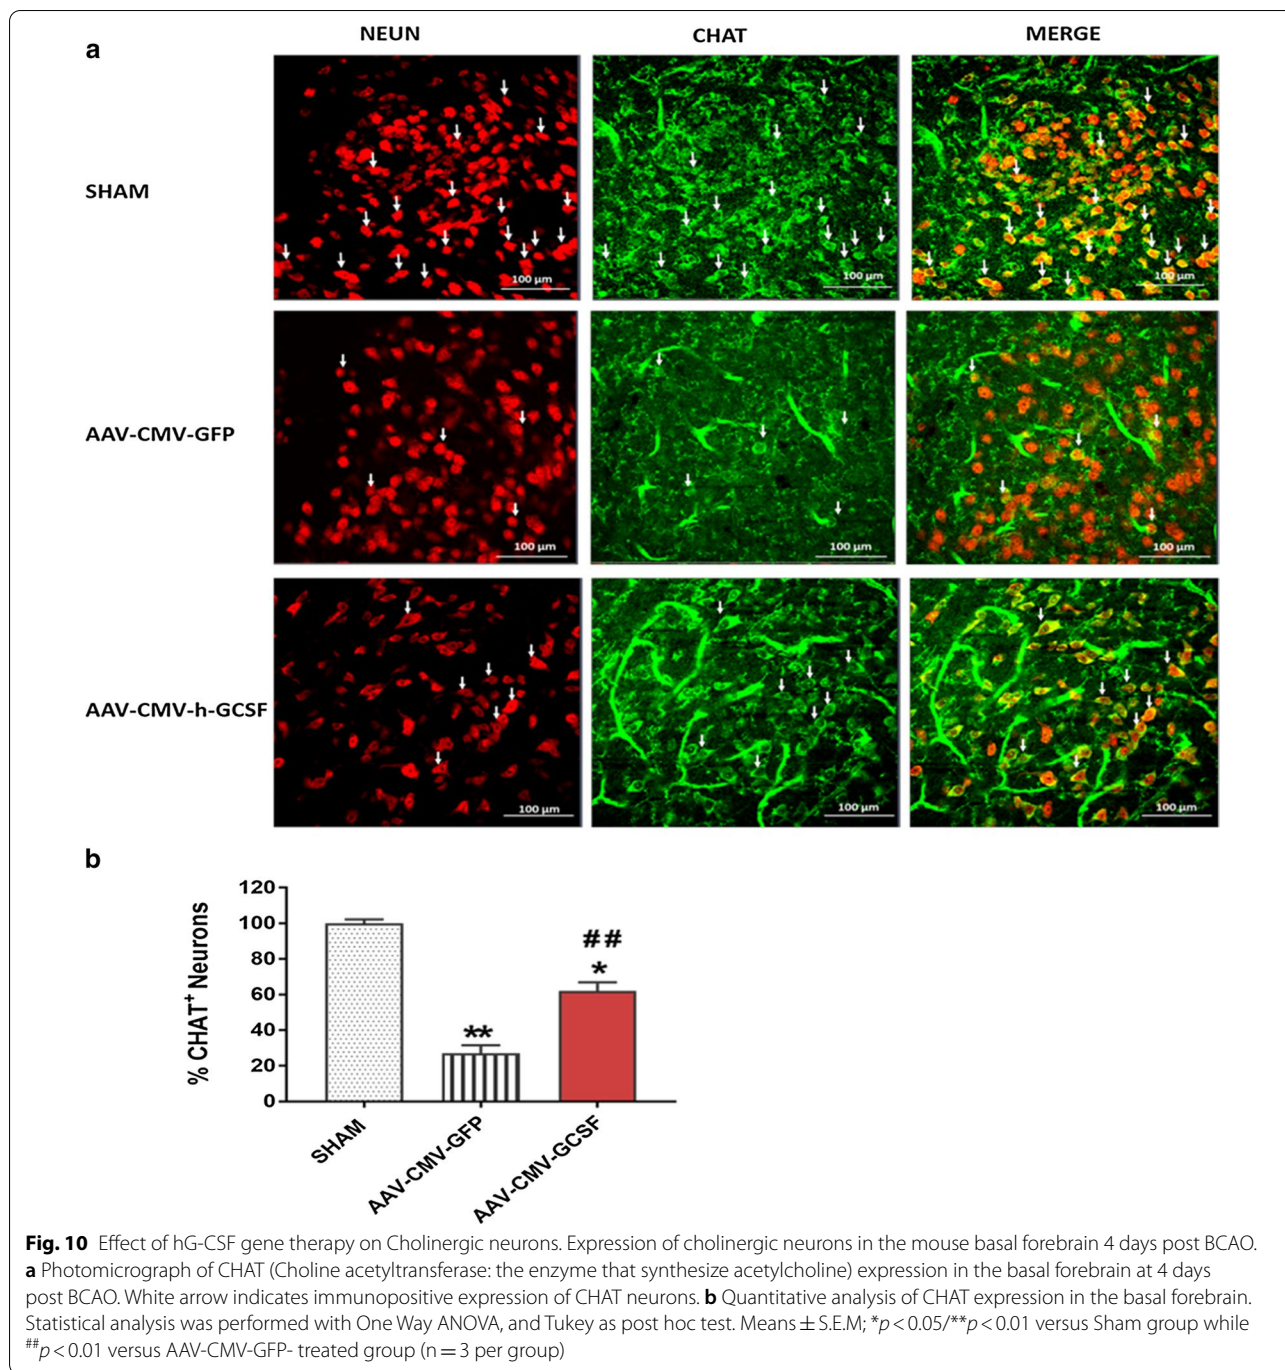 a
NEUN CHAT MERGE
SHAM
100 µm 100 µm 100 µm
AAV-CMV-GFP
100 µm 100 µm 100 µm
AAV-CMV-h-GCSF
100 µm 100 µm 100 µm
b
% CHAT⁺ Neurons
120
100
80
60
40
20
0
**
##
*
SHAM
AAV-CMV-GFP
AAV-CMV-GCSF
Fig. 10 Effect of hG-CSF gene therapy on Cholinergic neurons. Expression of cholinergic neurons in the mouse basal forebrain 4 days post BCAO.
a Photomicrograph of CHAT (Choline acetyltransferase: the enzyme that synthesize acetylcholine) expression in the basal forebrain at 4 days
post BCAO. White arrow indicates immunopositive expression of CHAT neurons. b Quantitative analysis of CHAT expression in the basal forebrain.
Statistical analysis was performed with One Way ANOVA, and Tukey as post hoc test. Means ± S.E.M; *p < 0.05/**p < 0.01 versus Sham group while
##p < 0.01 versus AAV-CMV-GFP- treated group (n = 3 per group)